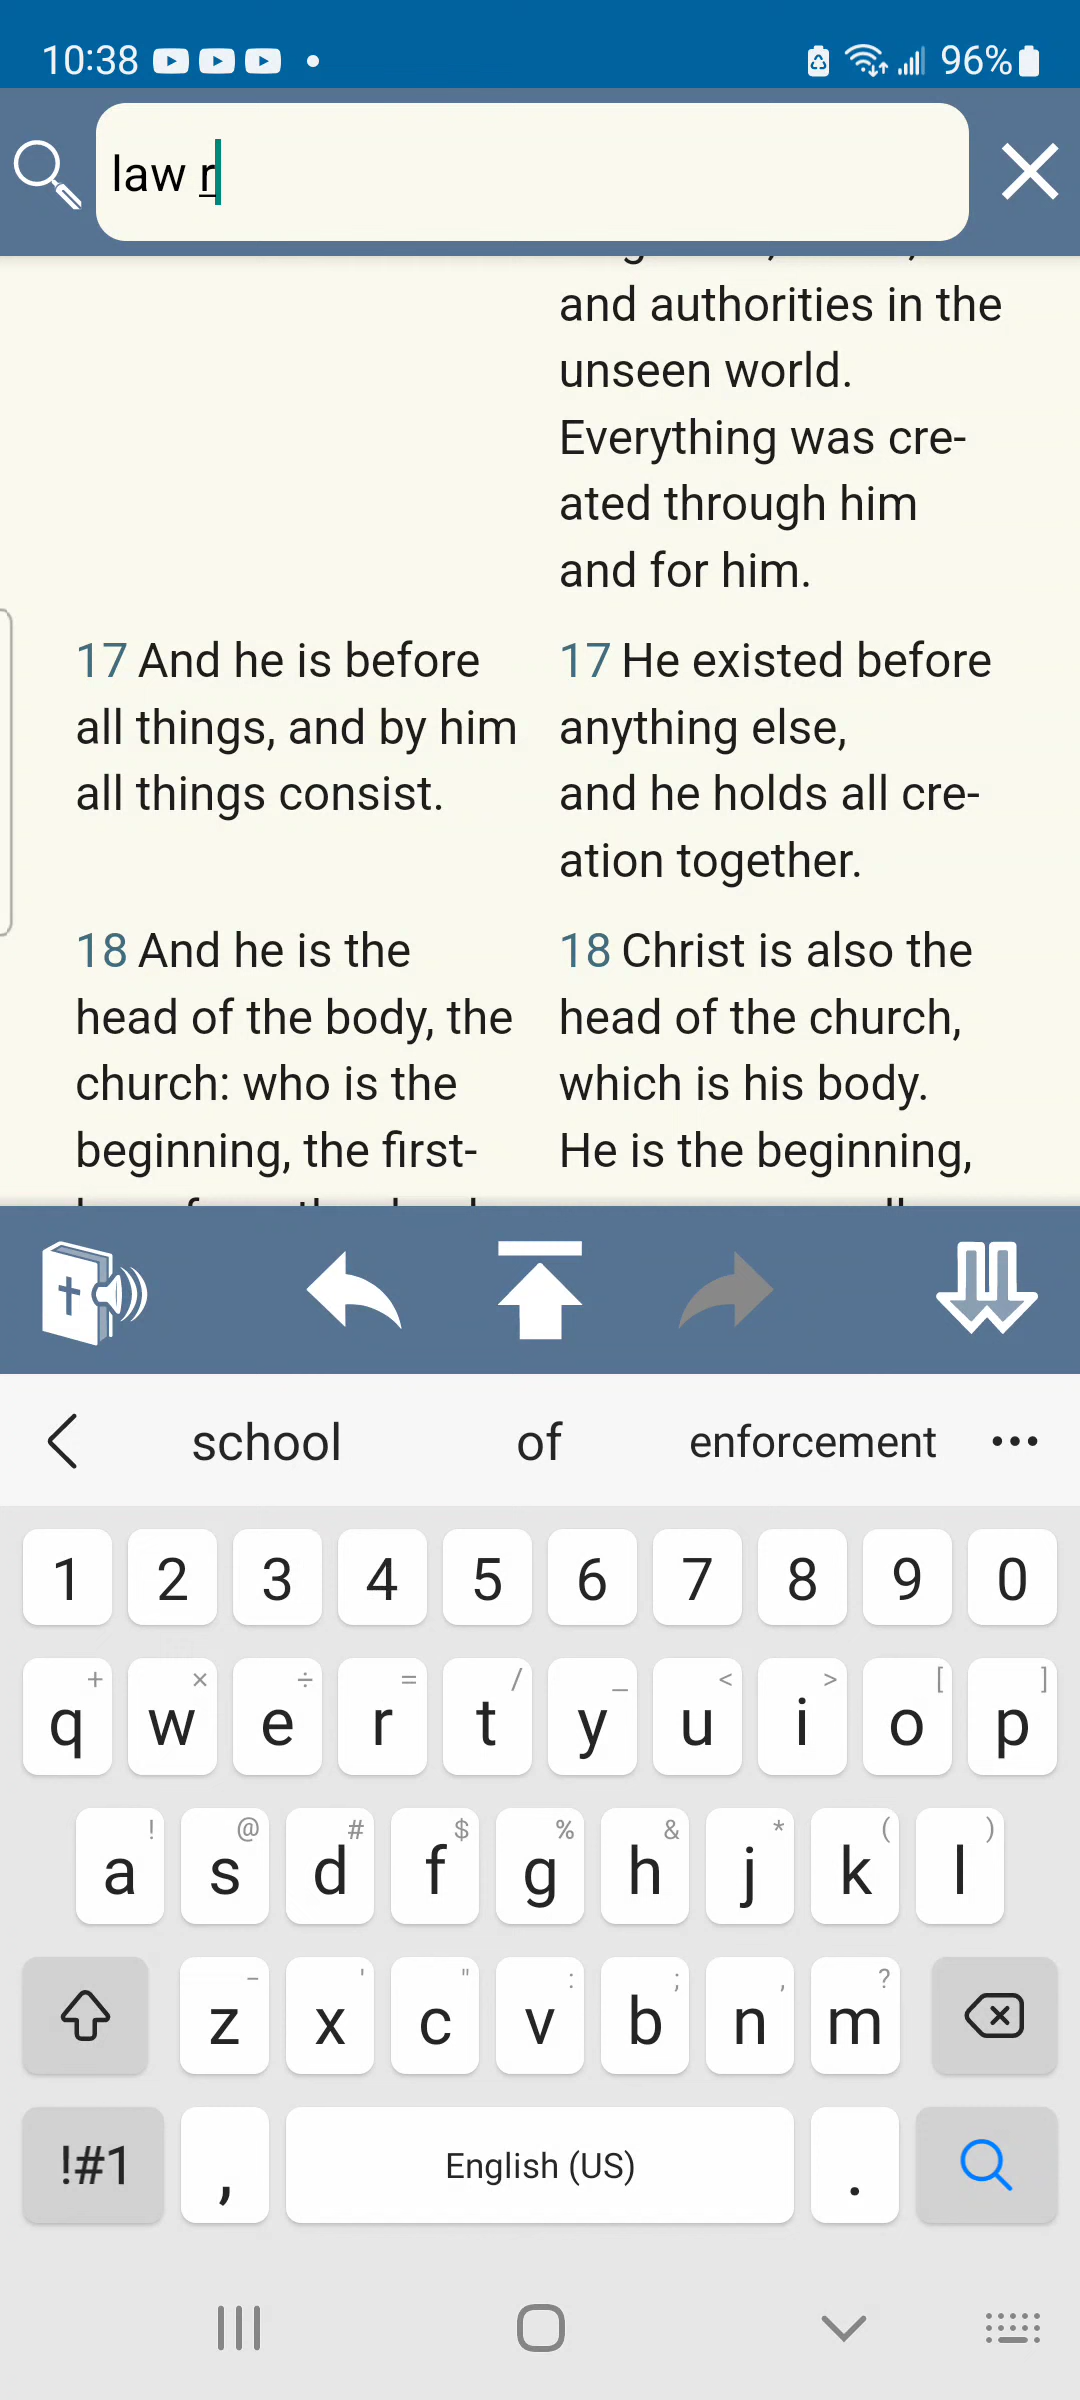 10:38
96%
law r
and authorities in the
unseen world.
Everything was cre-
ated through him
and for him.
17 And he is before
all things, and by him
all things consist.
17 He existed before
anything else,
and he holds all cre-
ation together.
18 And he is the
head of the body, the
church: who is the
beginning, the first-
18 Christ is also the
head of the church,
which is his body.
He is the beginning,
school of enforcement
1 2 3 4 5 6 7 8 9 0
+ × ÷ = / _ < > [ ]
q w e r t y u i o p
! @ # $ % & * ( )
a s d f g h j k l
- ' " : ; , ?
z x c v b n m
!#1 , English (US) .